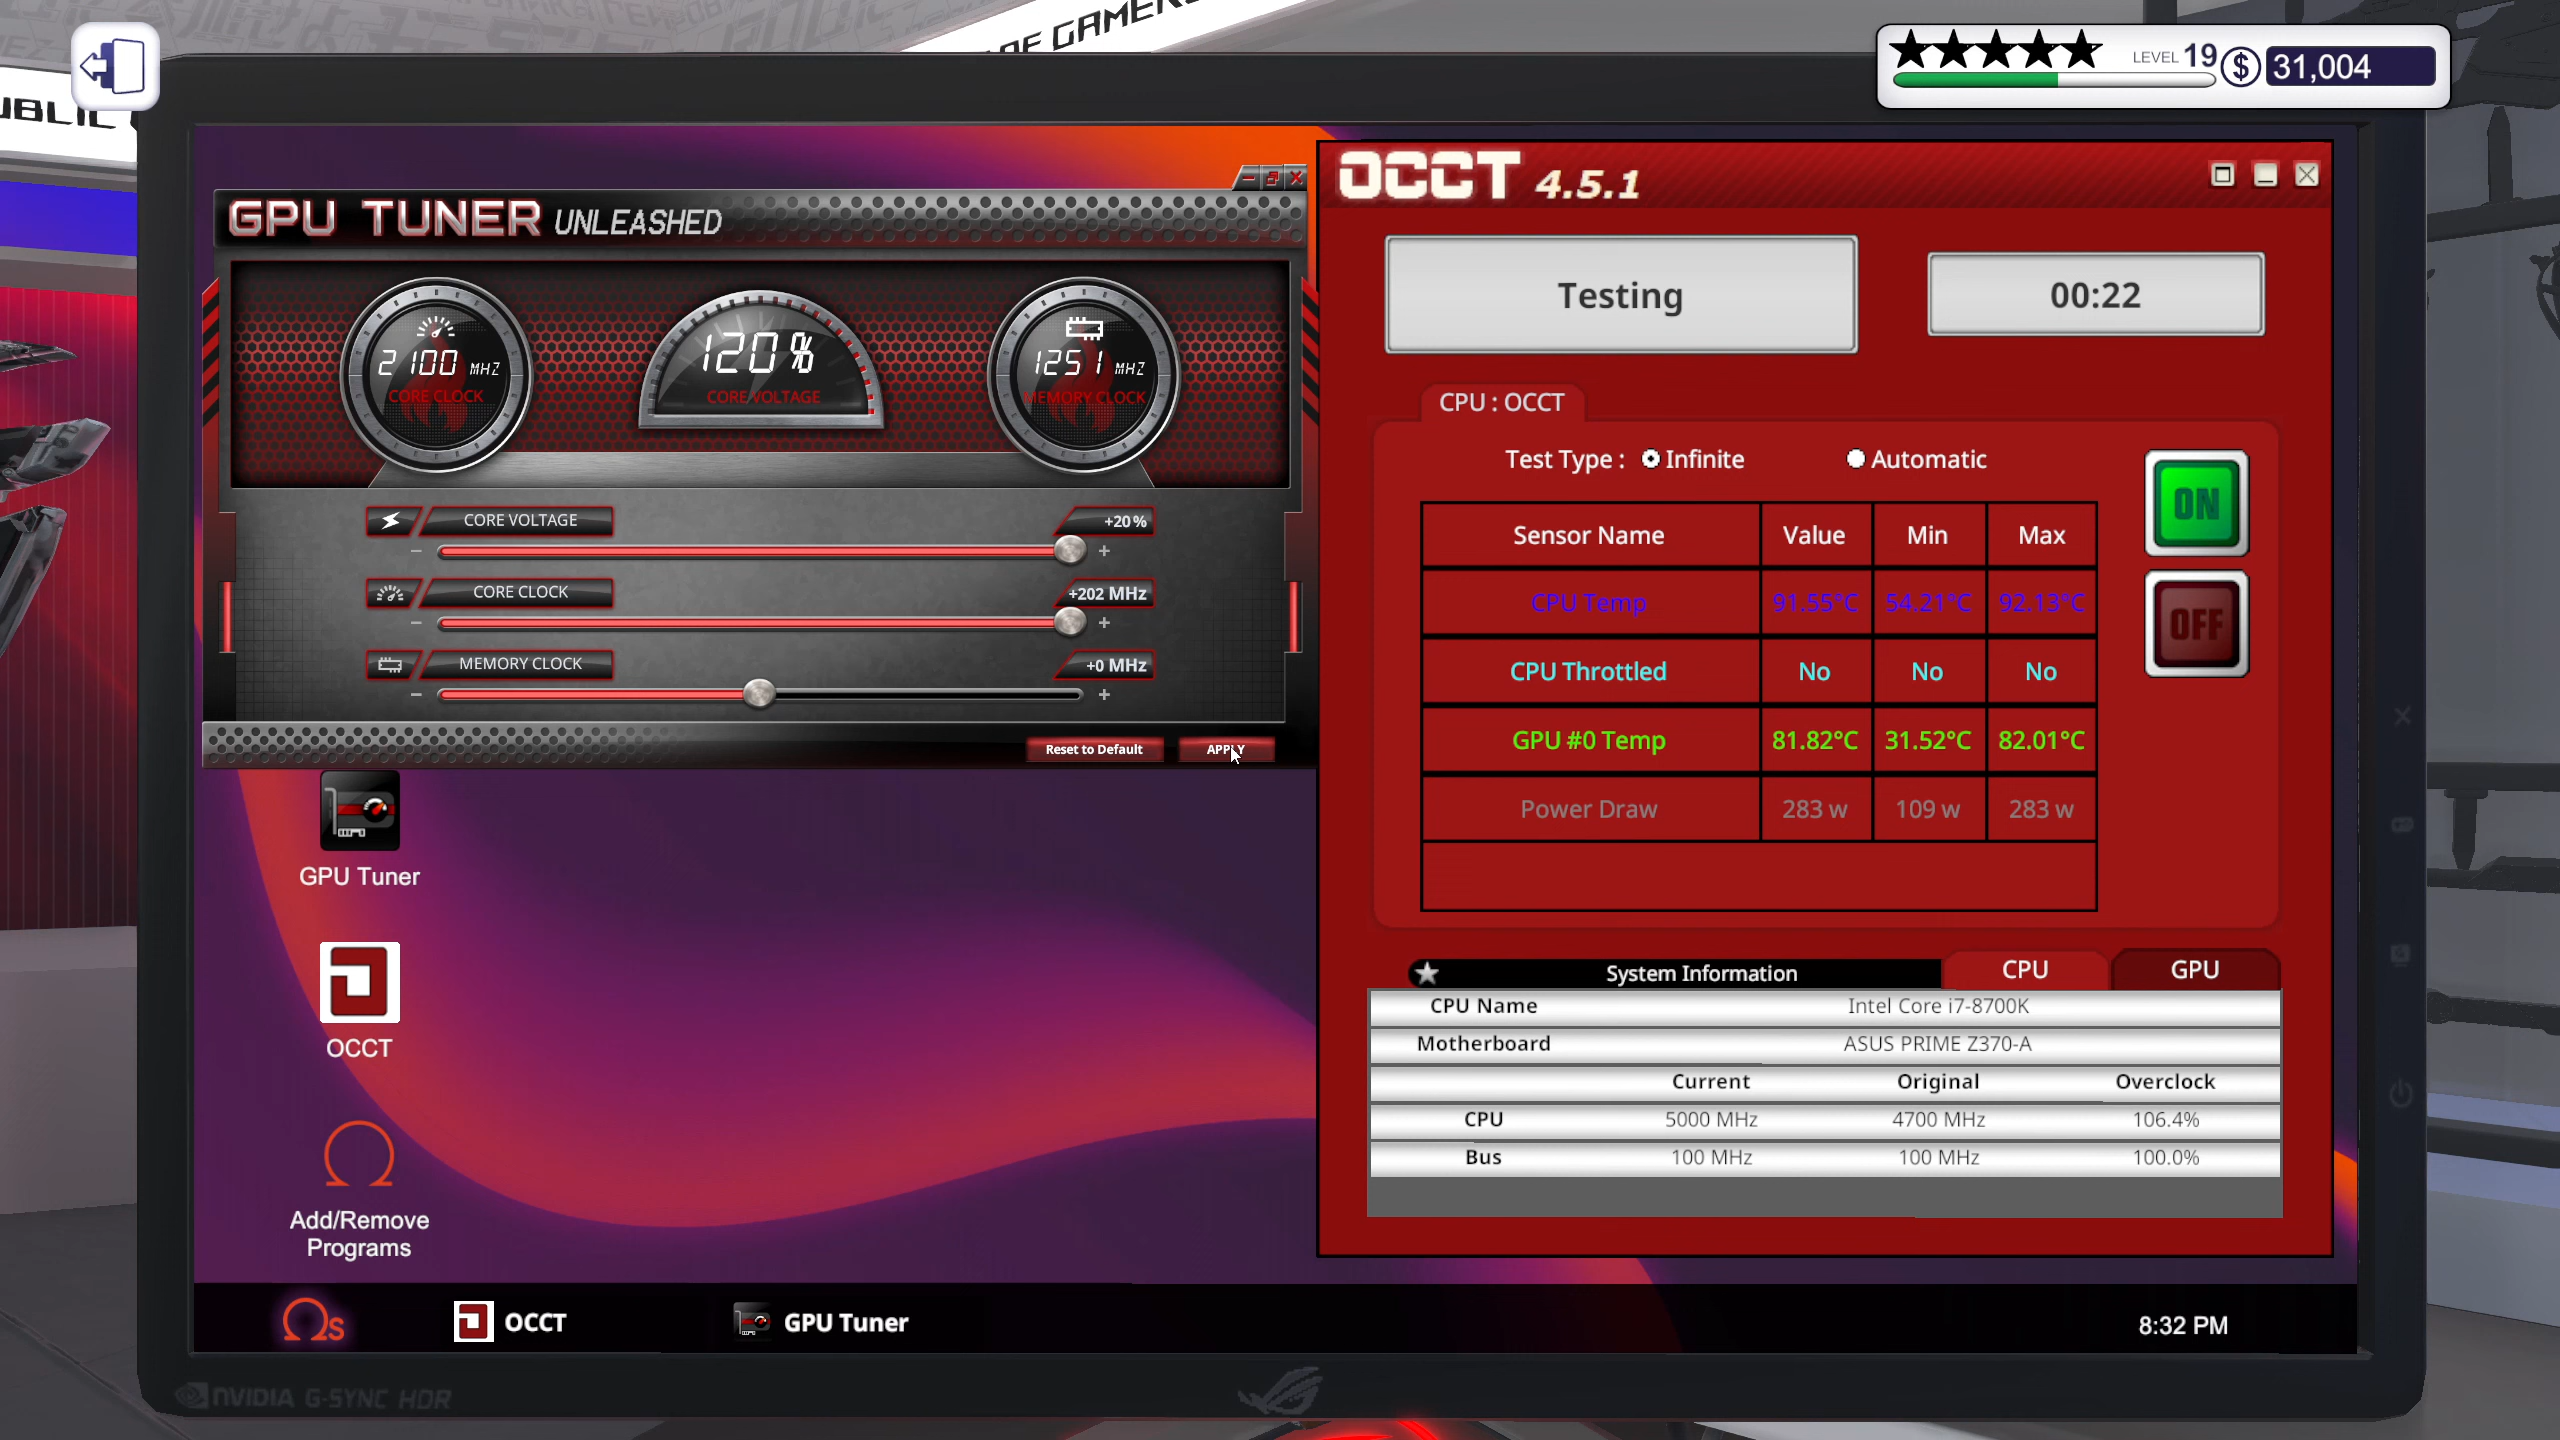 OF GAMERS
UBLIC
LEVEL 19 $ 31,004
GPU TUNER UNLEASHED
2100 MHZ
CORE CLOCK
120%
CORE VOLTAGE
1251 MHZ
MEMORY CLOCK
CORE VOLTAGE +20%
CORE CLOCK +202 MHz
MEMORY CLOCK +0 MHz
Reset to Default APPLY
OCCT 4.5.1
Testing 00:22
CPU : OCCT
Test Type : Infinite Automatic
Sensor Name Value Min Max
CPU Temp 91.55°C 54.21°C 92.13°C
CPU Throttled No No No
GPU #0 Temp 81.82°C 31.52°C 82.01°C
Power Draw 283 w 109 w 283 w
ON
OFF
System Information CPU GPU
CPU Name Intel Core i7-8700K
Motherboard ASUS PRIME Z370-A
Current Original Overclock
CPU 5000 MHz 4700 MHz 106.4%
Bus 100 MHz 100 MHz 100.0%
GPU Tuner
OCCT
Add/Remove
Programs
Ωs OCCT GPU Tuner 8:32 PM
NVIDIA G-SYNC HDR